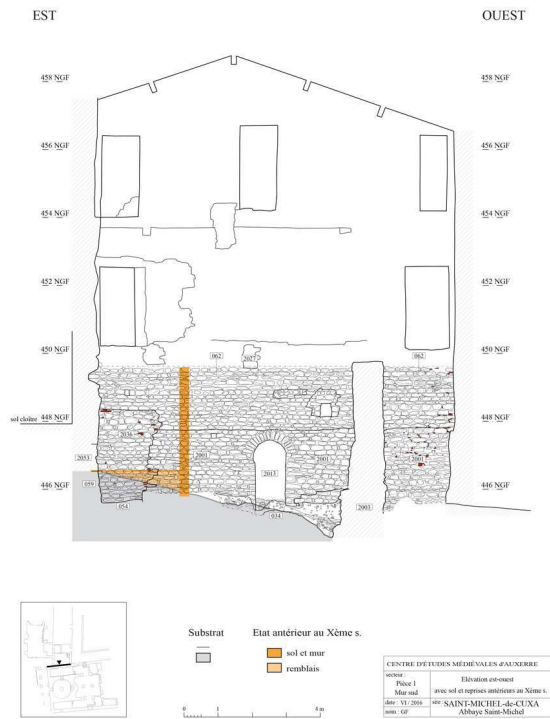 EST OUEST
458 NGF 458 NGF
456 NGF 456 NGF
454 NGF 454 NGF
452 NGF 452 NGF
450 NGF 450 NGF
062 2027 062
sol cloître 448 NGF 448 NGF
2036
2053 2001 2001 2001
2013
059 446 NGF 446 NGF
054 034 2003
Substrat Etat antérieur au Xème s.
sol et mur
remblais
0 1 6 m
CENTRE D'ÉTUDES MÉDIÉVALES d'AUXERRE
secteur :
Pièce 1
Mur sud
Elévation est-ouest
avec sol et reprises antérieurs au Xème s.
date : VI / 2016
nom : GF
site : SAINT-MICHEL-de-CUXA
Abbaye Saint-Michel